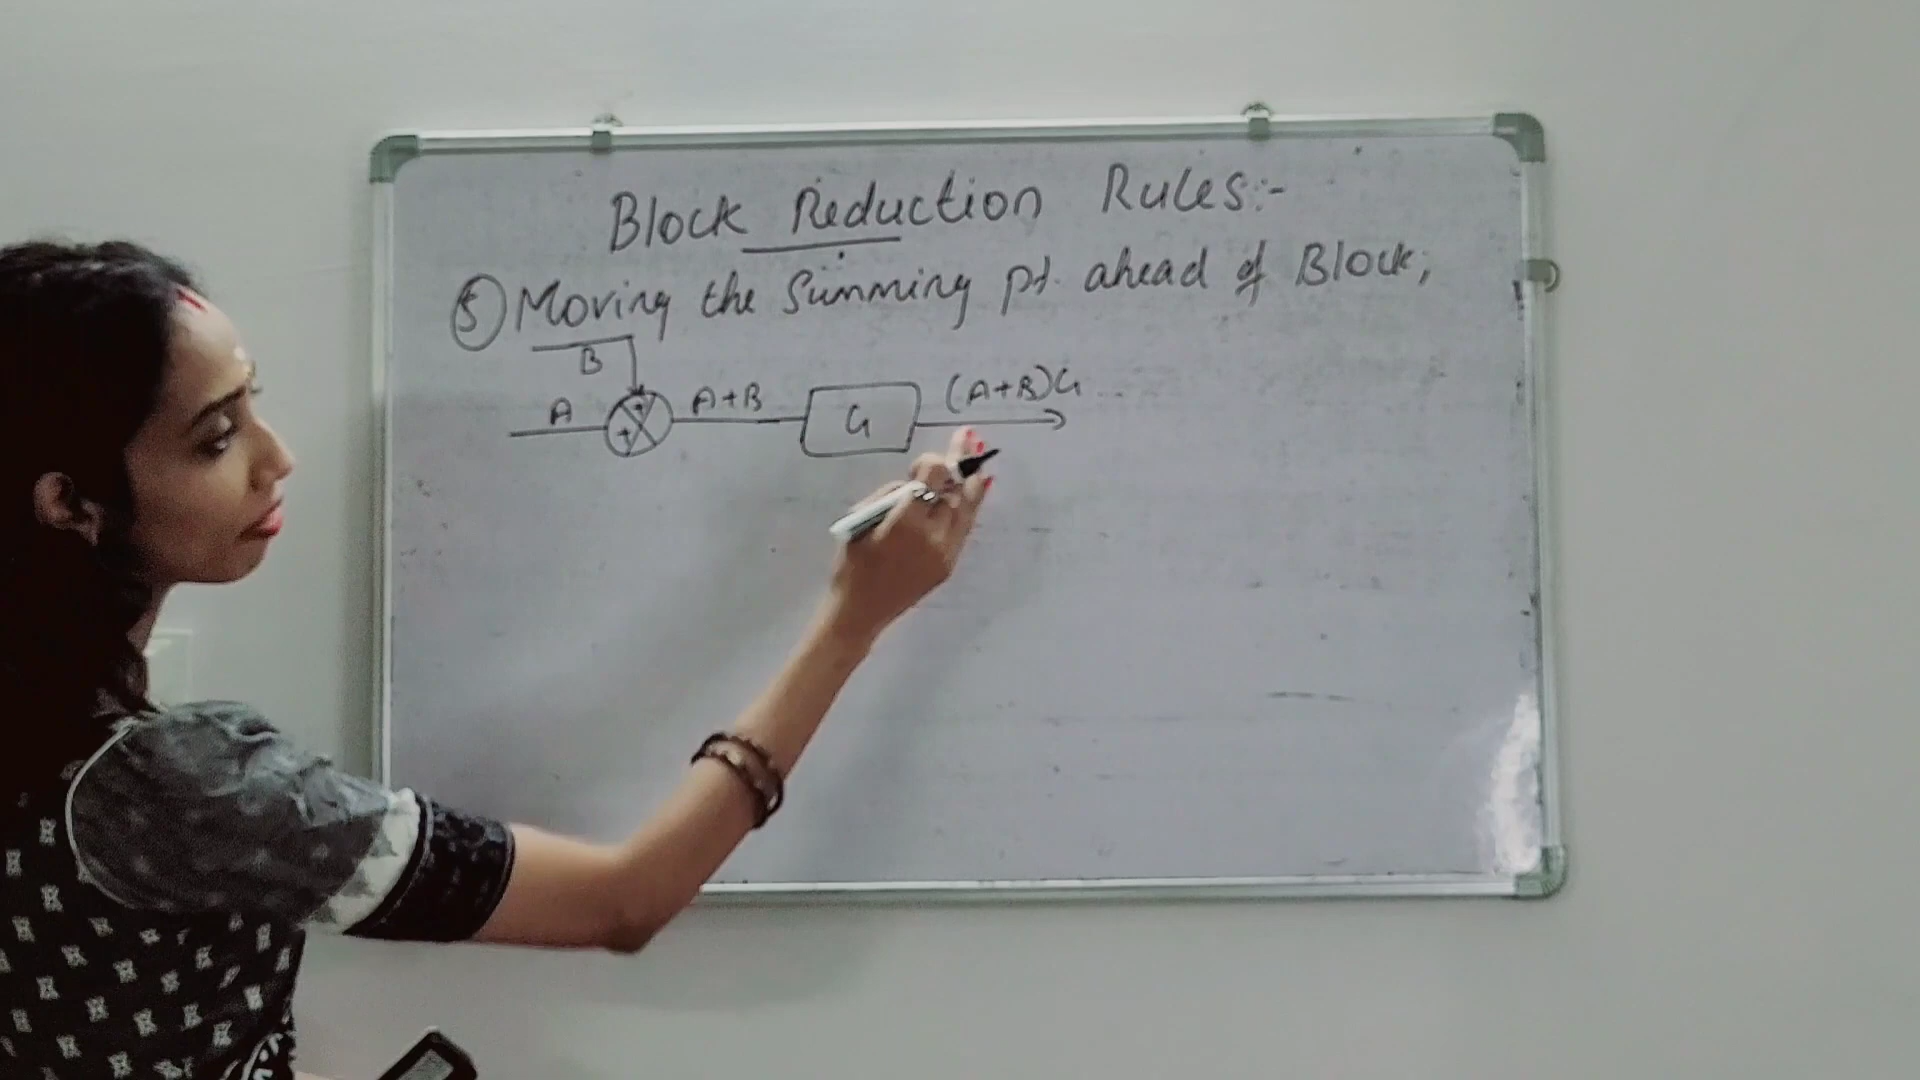 Block Reduction Rules:-
5 Moving the Summing pt. ahead of Block;
B
A + + A+B G (A+B)G